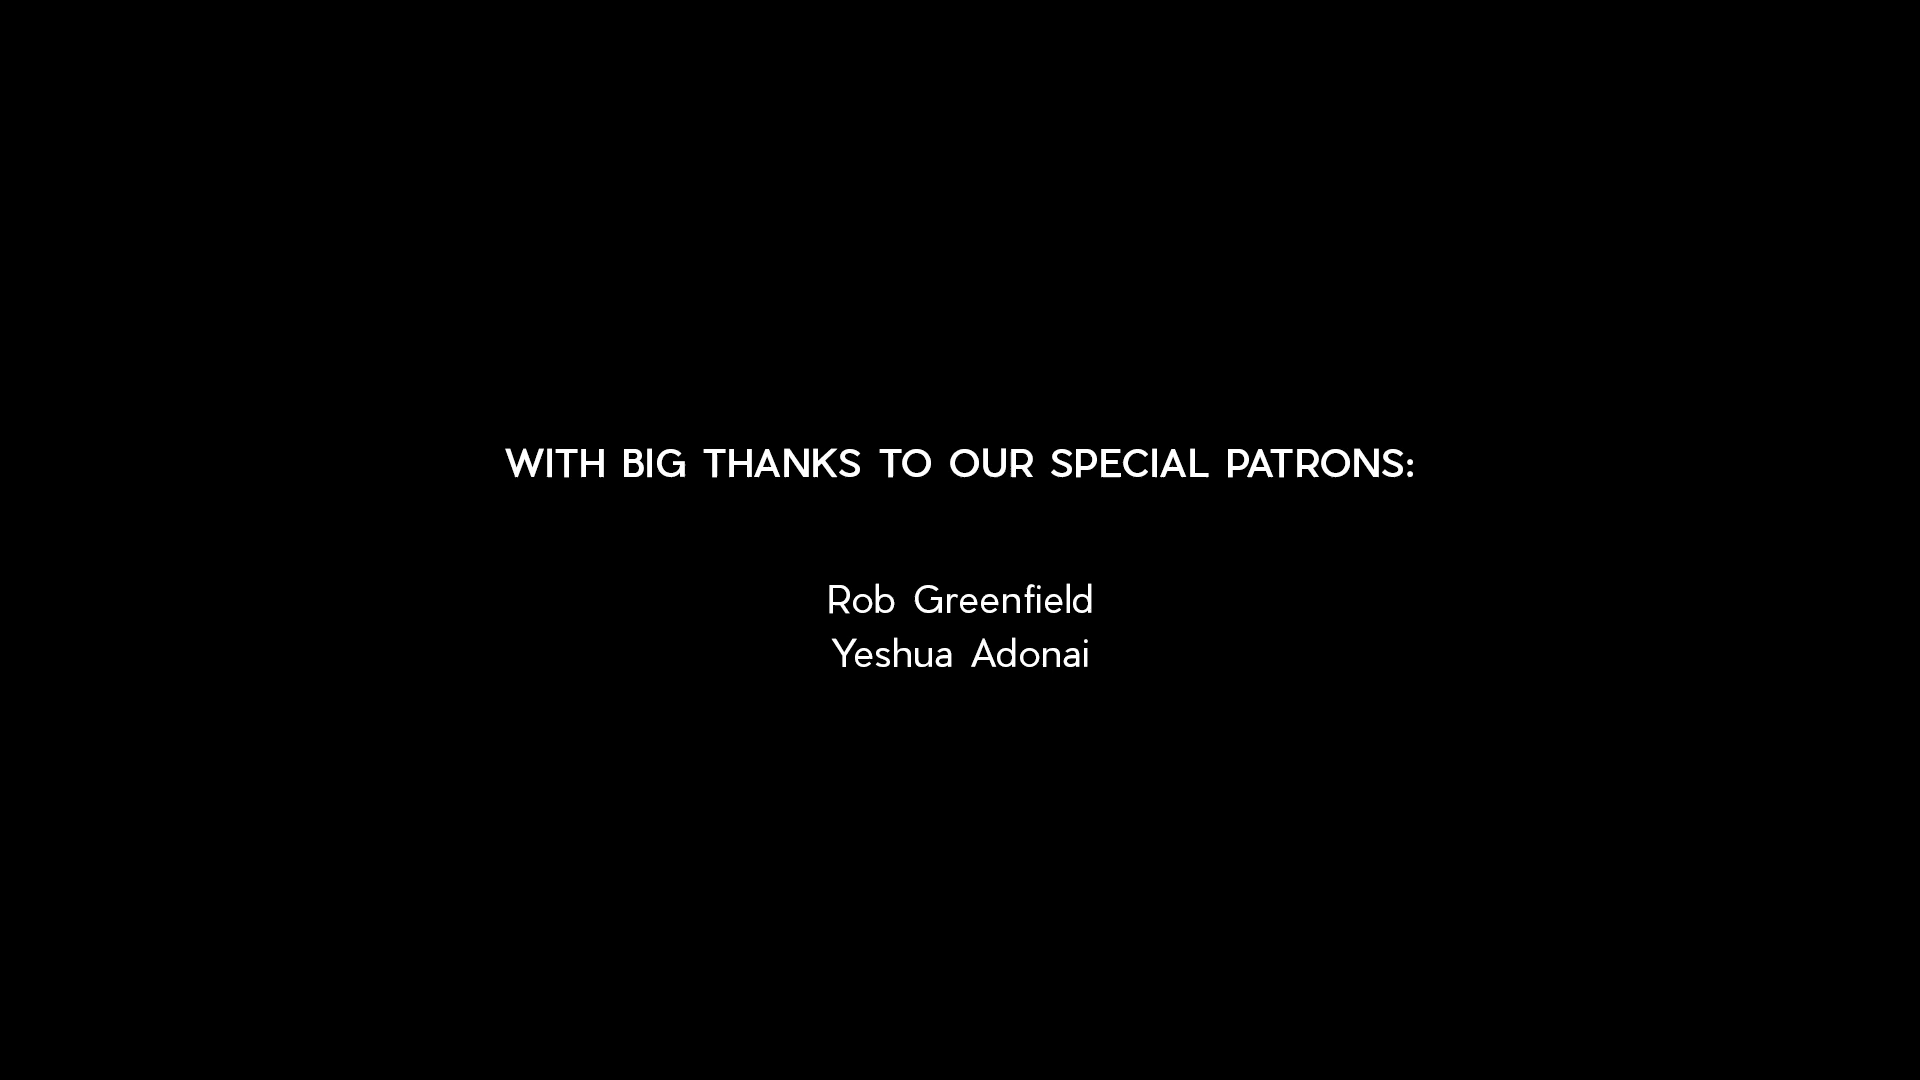 WITH BIG THANKS TO OUR SPECIAL PATRONS:
Rob Greenfield
Yeshua Adonai